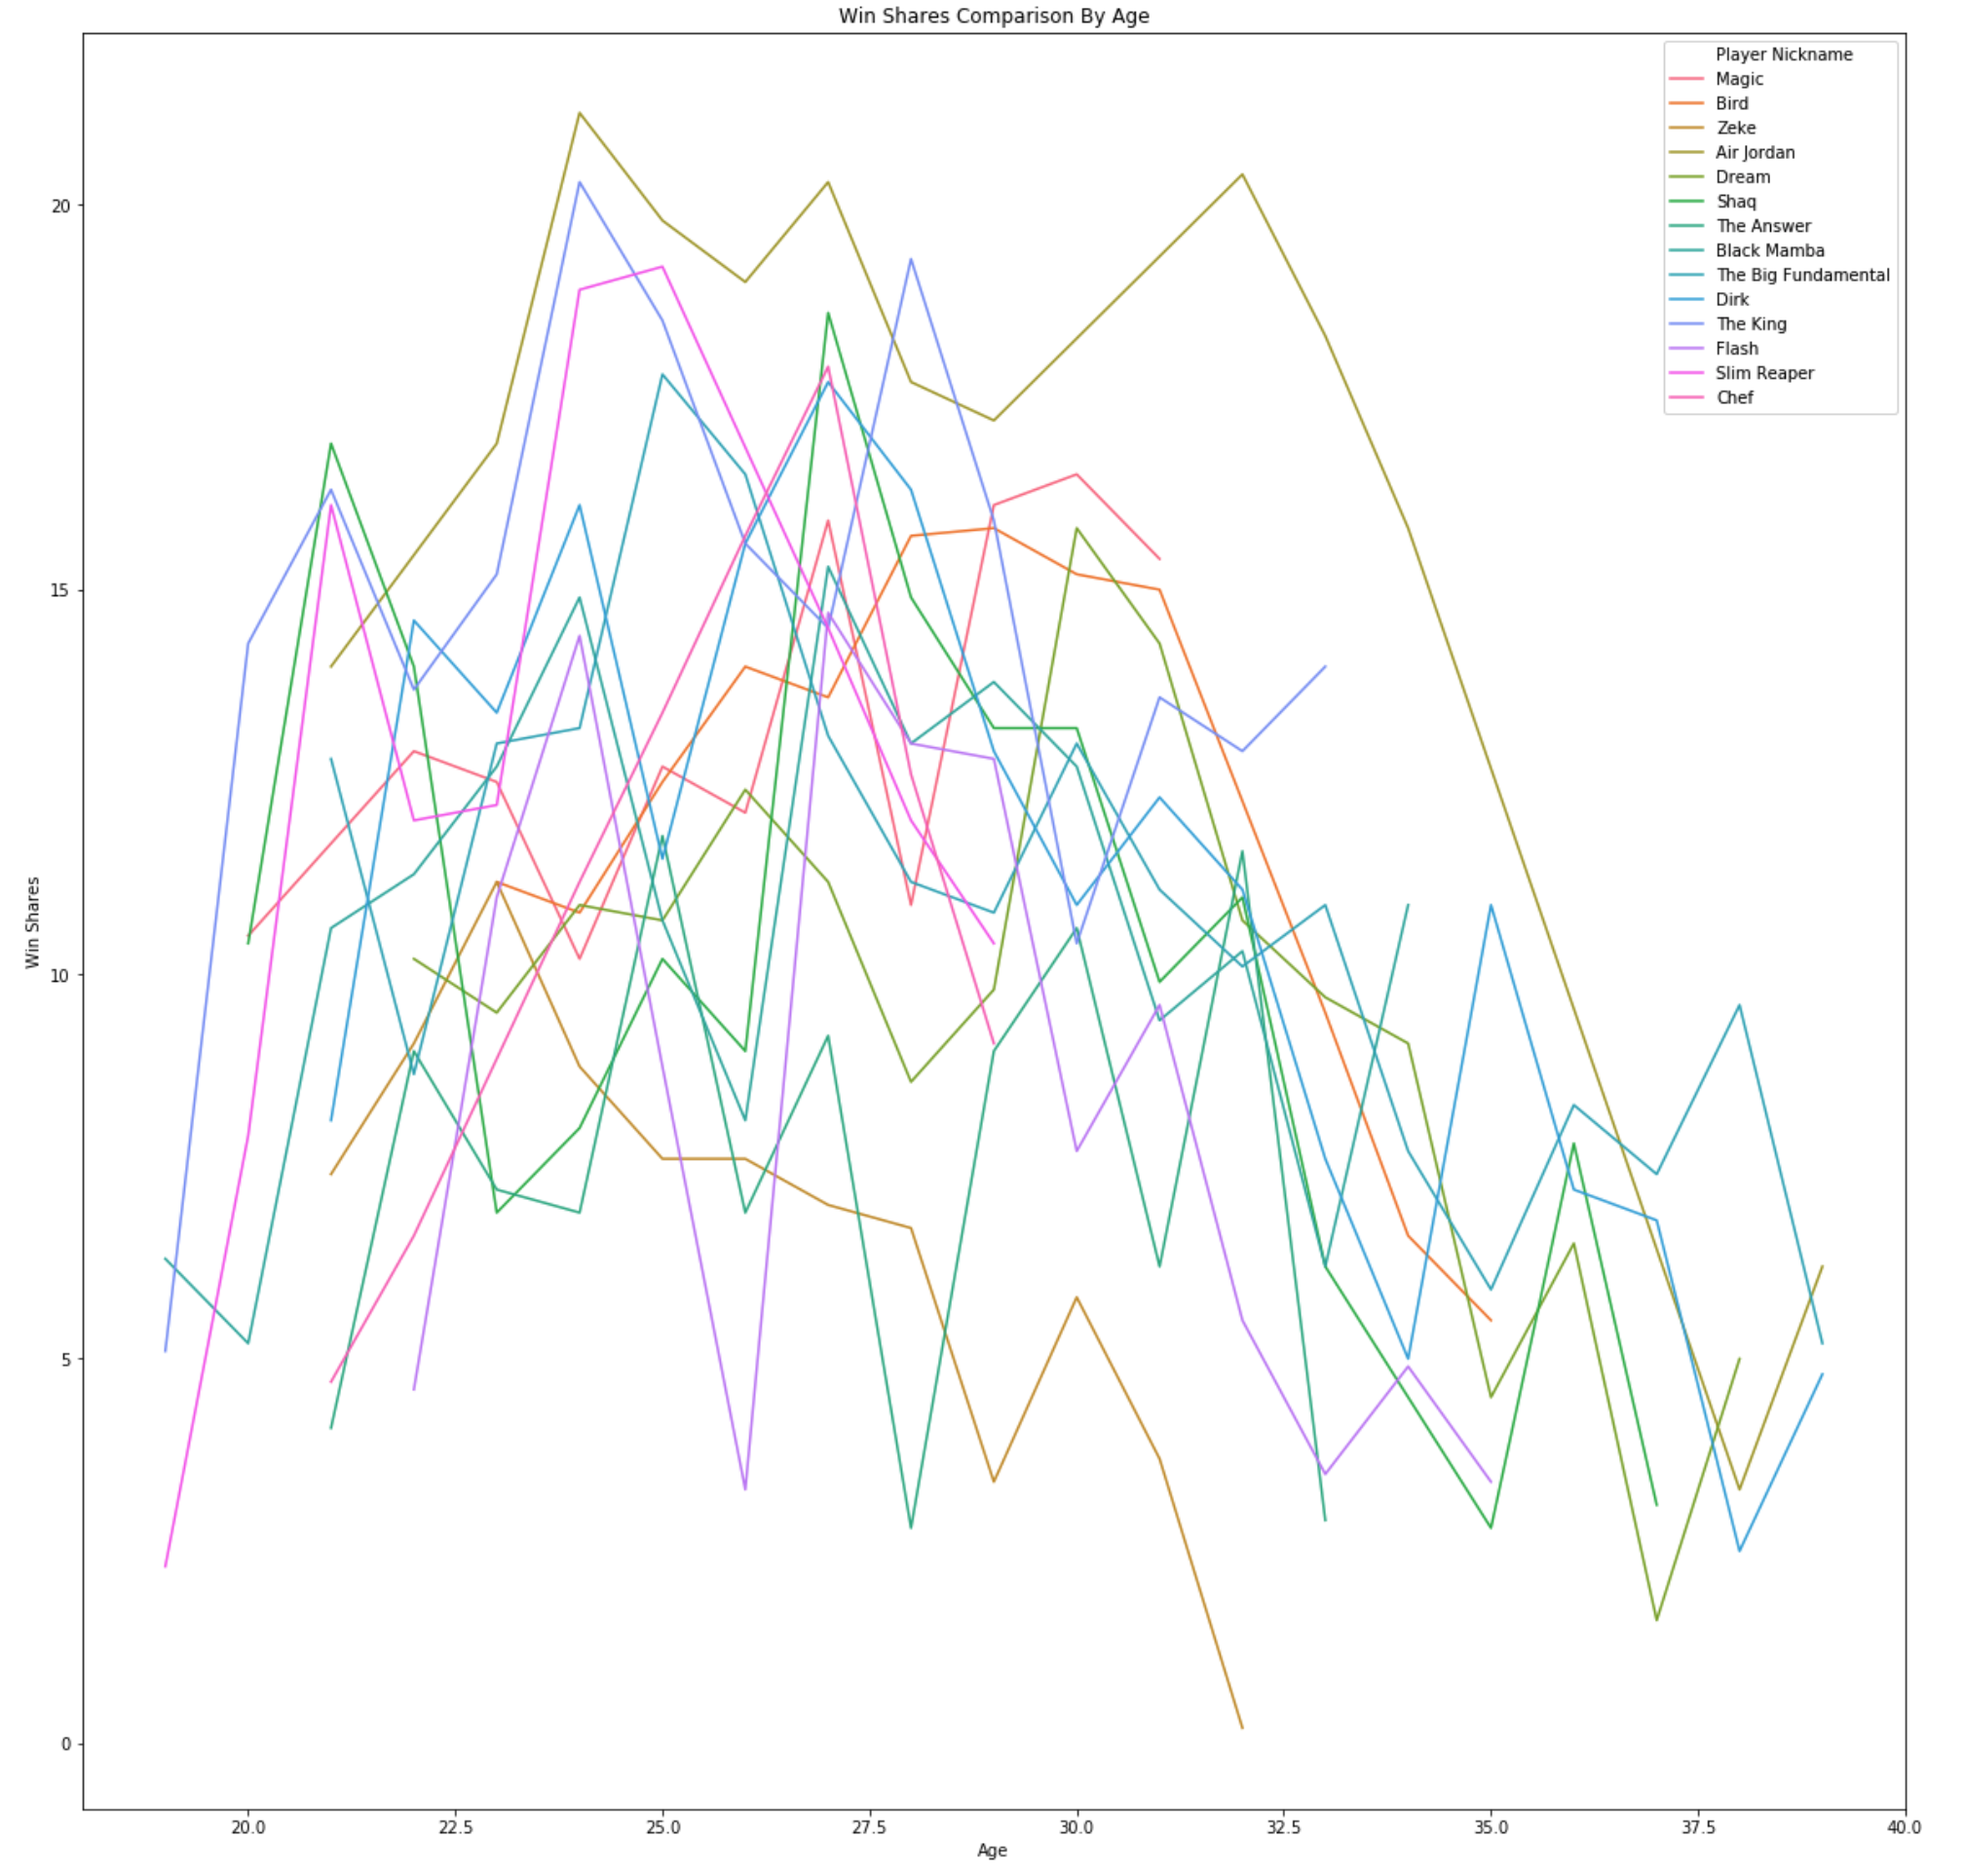 Win Shares Comparison By Age
Player Nickname
Magic
Bird
Zeke
Air Jordan
Dream
Shaq
The Answer
Black Mamba
The Big Fundamental
Dirk
The King
Flash
Slim Reaper
Chef
20
15
10
5
0
Win Shares
20.0 22.5 25.0 27.5 30.0 32.5 35.0 37.5 40.0
Age